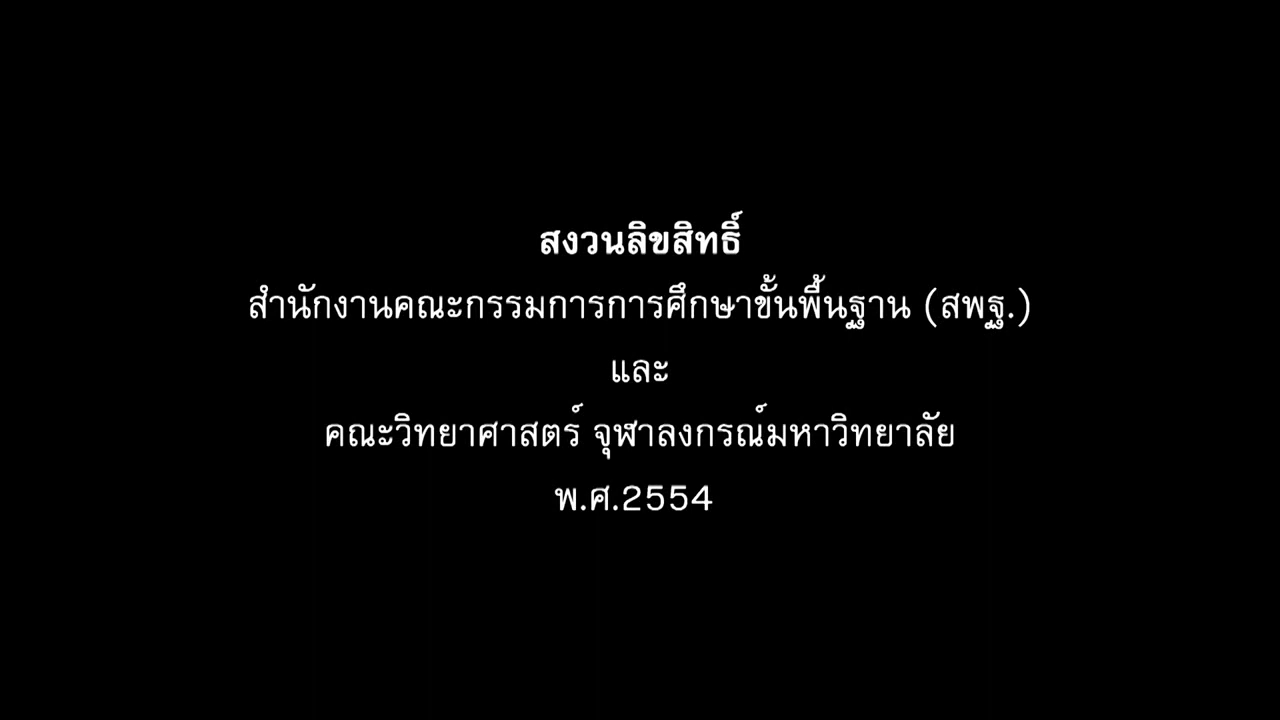 สงวนลิขสิทธิ์
สำนักงานคณะกรรมการการศึกษาขั้นพื้นฐาน (สพฐ.)
และ
คณะวิทยาศาสตร์ จุฬาลงกรณ์มหาวิทยาลัย
พ.ศ.2554